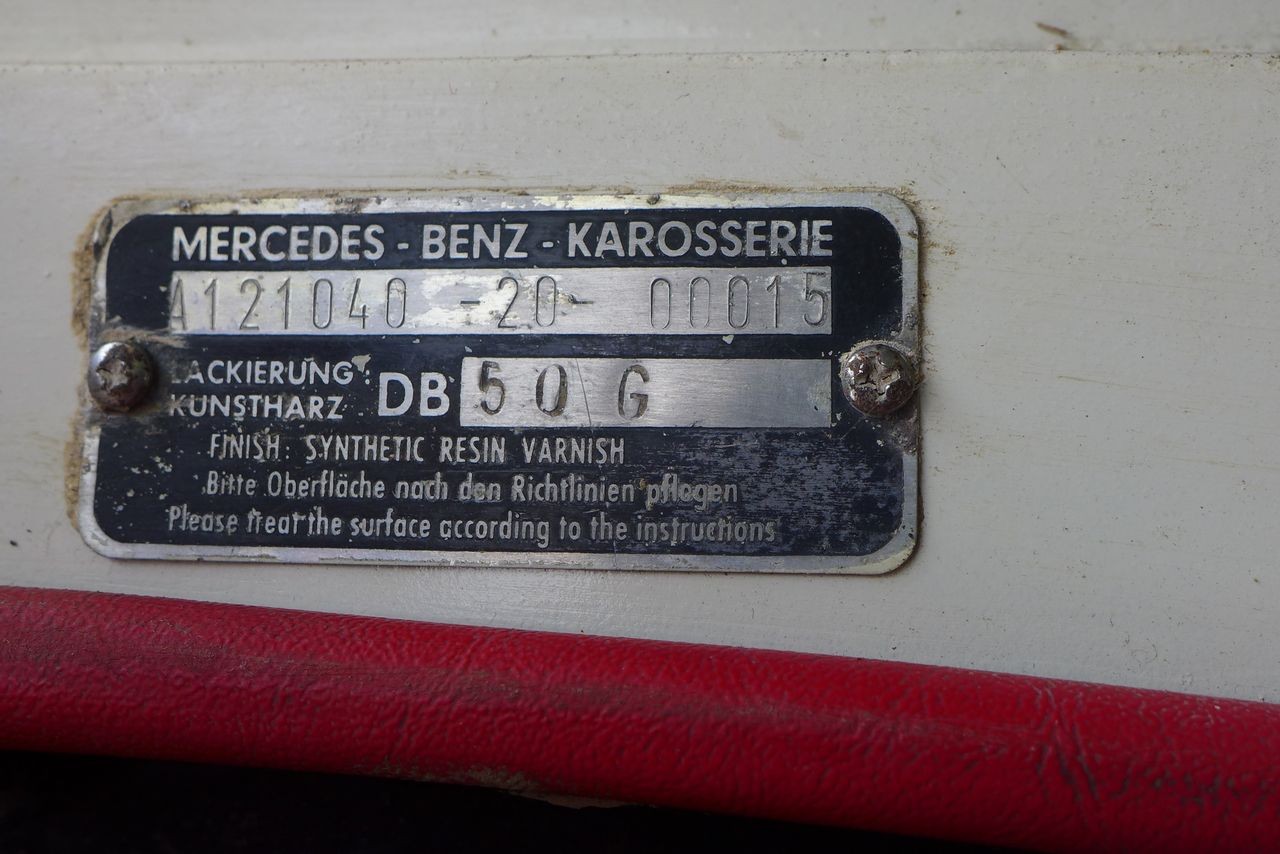 MERCEDES - BENZ - KAROSSERIE
A121040 -20- 00015
LACKIERUNG: DB 50 G
KUNSTHARZ
FINISH: SYNTHETIC RESIN VARNISH
Bitte Oberfläche nach den Richtlinien pflegen
Please treat the surface according to the instructions